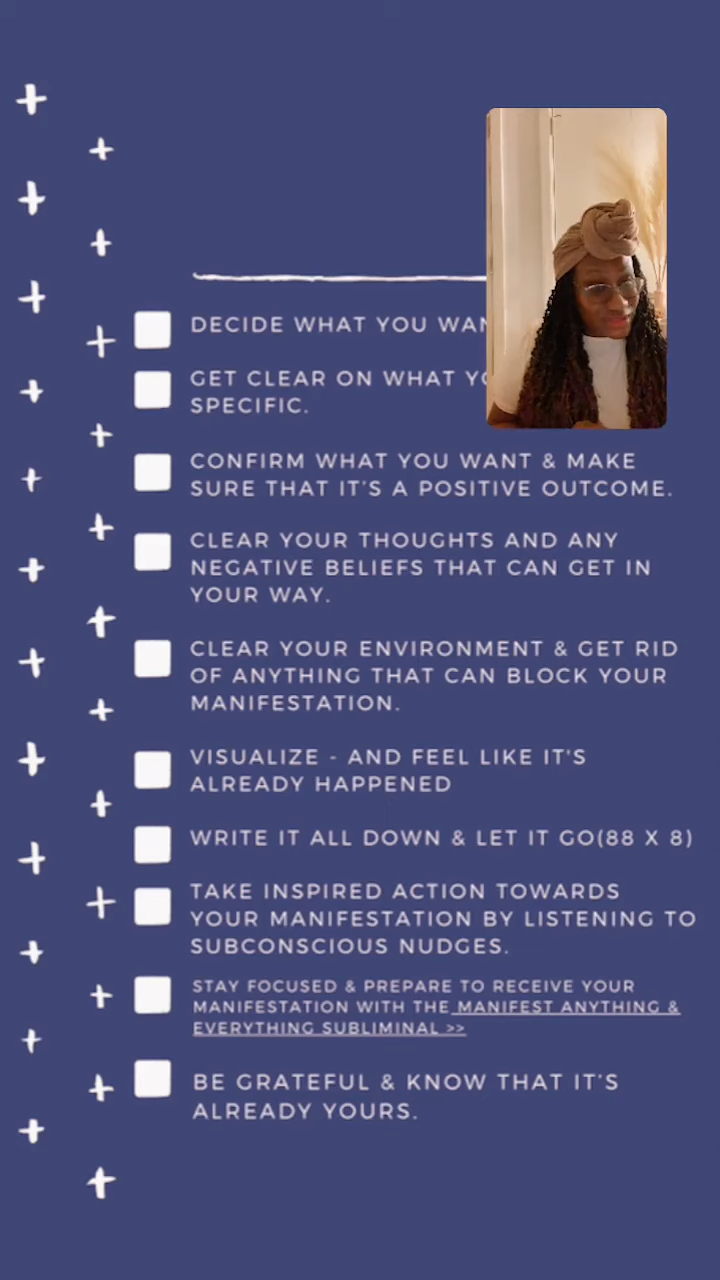 DECIDE WHAT YOU
GET CLEAR ON WHAT
SPECIFIC.
CONFIRM WHAT YOU WANT & MAKE
SURE THAT IT'S A POSITIVE OUTCOME.
CLEAR YOUR THOUGHTS AND ANY
NEGATIVE BELIEFS THAT CAN GET IN
YOUR WAY.
CLEAR YOUR ENVIRONMENT & GET RID
OF ANYTHING THAT CAN BLOCK YOUR
MANIFESTATION.
VISUALIZE - AND FEEL LIKE IT'S
ALREADY HAPPENED
WRITE IT ALL DOWN & LET IT GO(88 X 8)
TAKE INSPIRED ACTION TOWARDS
YOUR MANIFESTATION BY LISTENING TO
SUBCONSCIOUS NUDGES.
STAY FOCUSED & PREPARE TO RECEIVE YOUR
MANIFESTATION WITH THE MANIFEST ANYTHING &
EVERYTHING SUBLIMINAL >>
BE GRATEFUL & KNOW THAT IT'S
ALREADY YOURS.